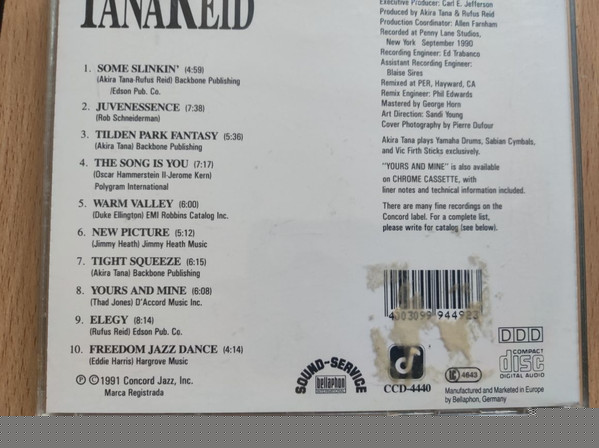 TANAREID
1. SOME SLINKIN' (4:59)
(Akira Tana-Rufus Reid) Backbone Publishing
/Edson Pub. Co.
2. JUVENESSENCE (7:38)
(Rob Schneiderman)
3. TILDEN PARK FANTASY (5:36)
(Akira Tana) Backbone Publishing
4. THE SONG IS YOU (7:17)
(Oscar Hammerstein II-Jerome Kern)
Polygram International
5. WARM VALLEY (6:00)
(Duke Ellington) EMI Robbins Catalog Inc.
6. NEW PICTURE (5:12)
(Jimmy Heath) Jimmy Heath Music
7. TIGHT SQUEEZE (6:15)
(Akira Tana) Backbone Publishing
8. YOURS AND MINE (6:08)
(Thad Jones) D'Accord Music Inc.
9. ELEGY (8:14)
(Rufus Reid) Edson Pub. Co.
10. FREEDOM JAZZ DANCE (4:14)
(Eddie Harris) Hargrove Music
Ⓟ © 1991 Concord Jazz, Inc.
Marca Registrada
Executive Producer: Carl E. Jefferson
Produced by Akira Tana & Rufus Reid
Production Coordinator: Allen Farnham
Recorded at Penny Lane Studios,
New York September 1990
Recording Engineer: Ed Trabanco
Assistant Recording Engineer:
Blaise Sires
Remixed at PER, Hayward, CA
Remix Engineer: Phil Edwards
Mastered by George Horn
Art Direction: Sandi Young
Cover Photography by Pierre Dufour
Akira Tana plays Yamaha Drums, Sabian Cymbals,
and Vic Firth Sticks exclusively.
"YOURS AND MINE" is also available
on CHROME CASSETTE, with
liner notes and technical information included.
There are many fine recordings on the
Concord label. For a complete list,
please write for catalog (see below).
4003099 944923
SOUND-SERVICE
bellaphon
CCD-4440
LC 4643
DDD
COMPACT
disc
DIGITAL AUDIO
Manufactured and Marketed in Europe
by Bellaphon, Germany